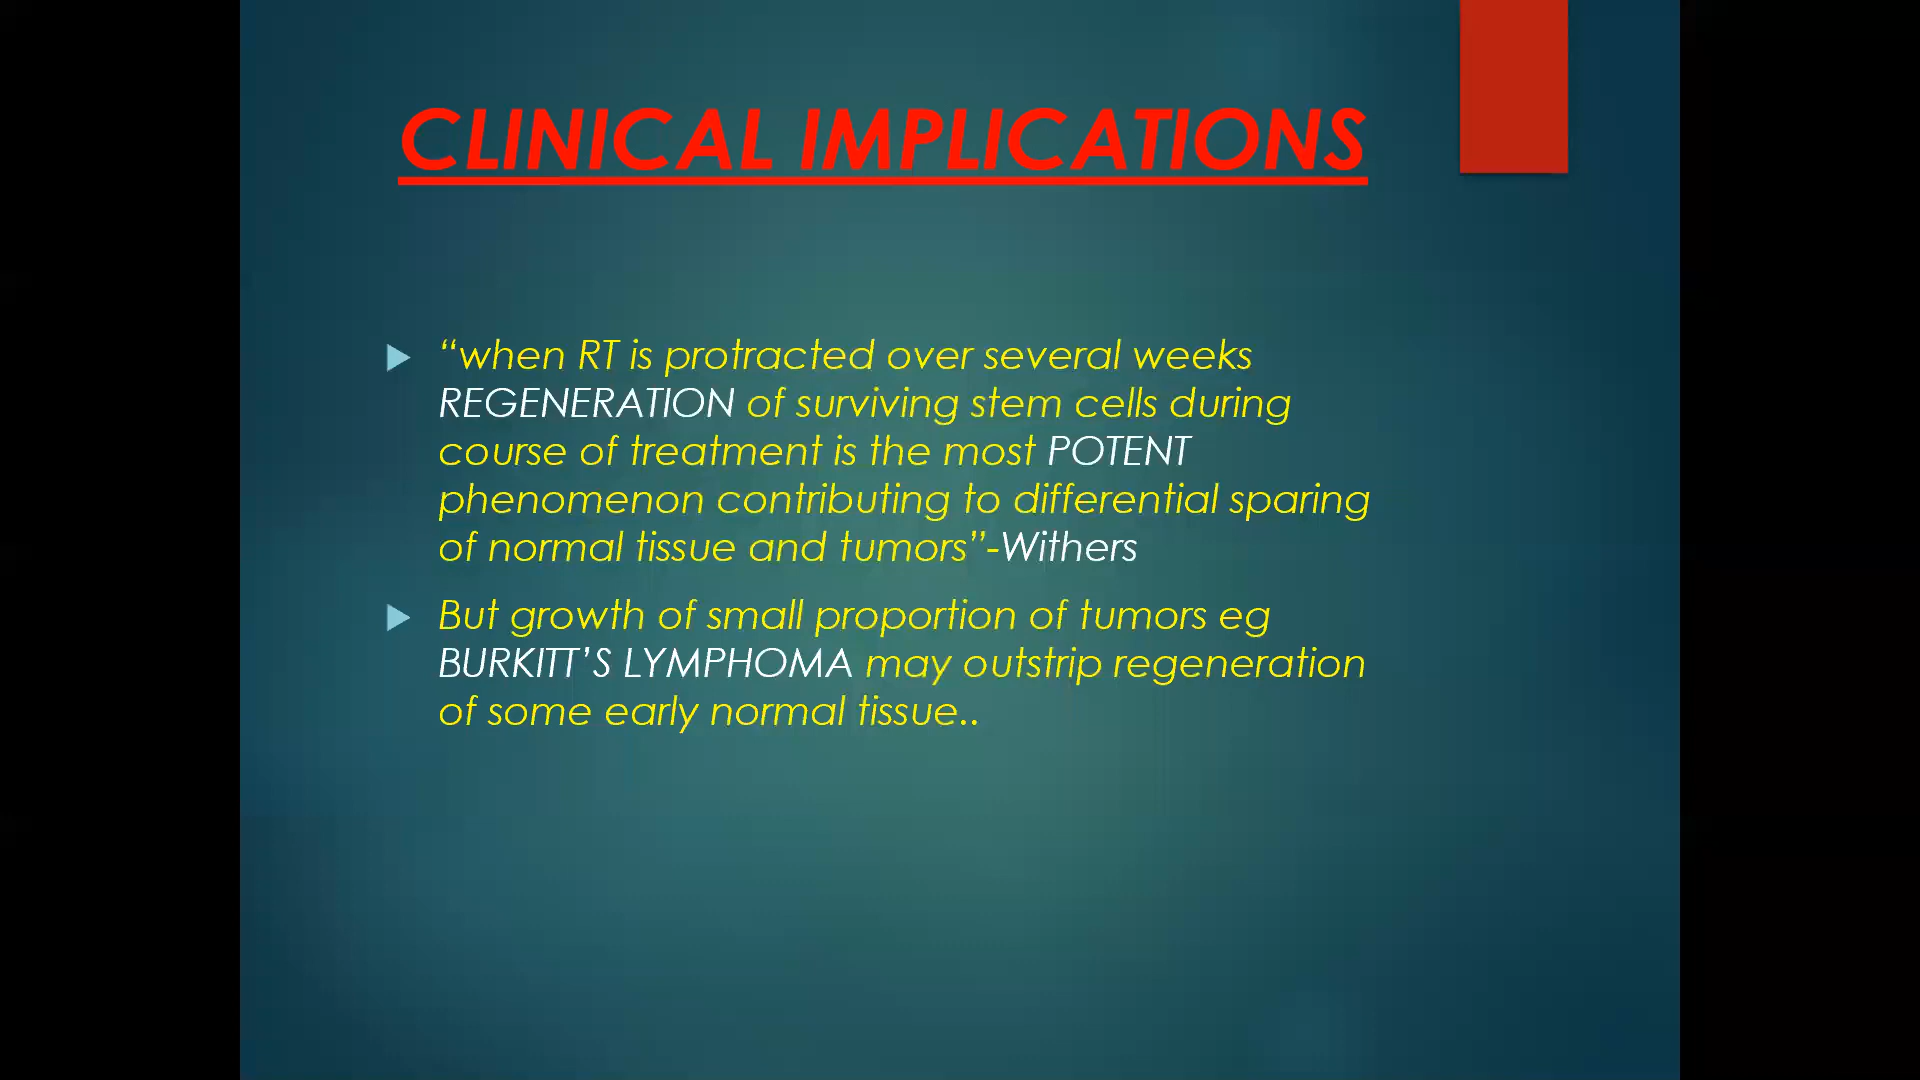 CLINICAL IMPLICATIONS
“when RT is protracted over several weeks
REGENERATION of surviving stem cells during
course of treatment is the most POTENT
phenomenon contributing to differential sparing
of normal tissue and tumors”-Withers
But growth of small proportion of tumors eg
BURKITT’S LYMPHOMA may outstrip regeneration
of some early normal tissue..